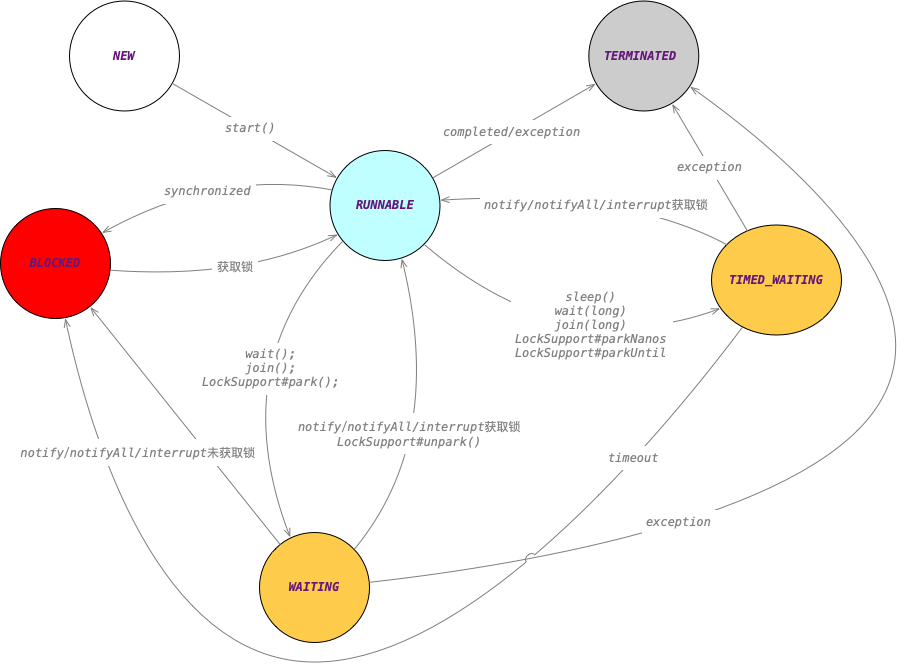 NEW
TERMINATED
start()
completed/exception
exception
synchronized
RUNNABLE
notify/notifyAll/interrupt获取锁
BLOCKED
获取锁
TIMED_WAITING
sleep()
wait(long)
join(long)
LockSupport#parkNanos
LockSupport#parkUntil
wait();
join();
LockSupport#park();
notify/notifyAll/interrupt获取锁
LockSupport#unpark()
notify/notifyAll/interrupt未获取锁
timeout
exception
WAITING